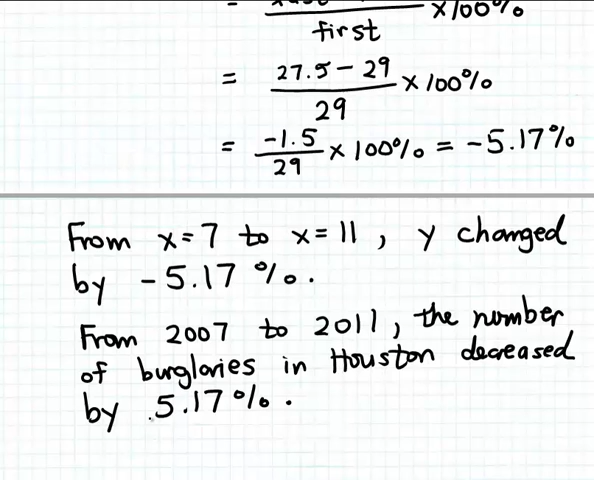 = ×100%
first
= 27.5 - 29 / 29 ×100%
= -1.5 / 29 × 100% = -5.17%
From x=7 to x=11, y changed
by -5.17%.
From 2007 to 2011, the number
of burglaries in Houston decreased
by 5.17%.